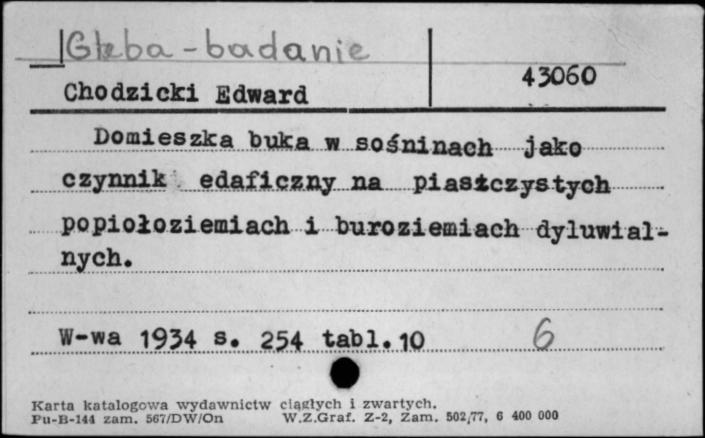 Gleba - badanie
43060
Chodzicki Edward
Domieszka buka w sośninach jako
czynnik edaficzny na piaszczystych
popiołoziemiach i buroziemiach dyluwial-
nych.
W-wa 1934 s. 254 tabl. 10
6
Karta katalogowa wydawnictw ciągłych i zwartych.
Pu-B-144 zam. 567/DW/On W.Z.Graf. Z-2, Zam. 502/77, 6 400 000